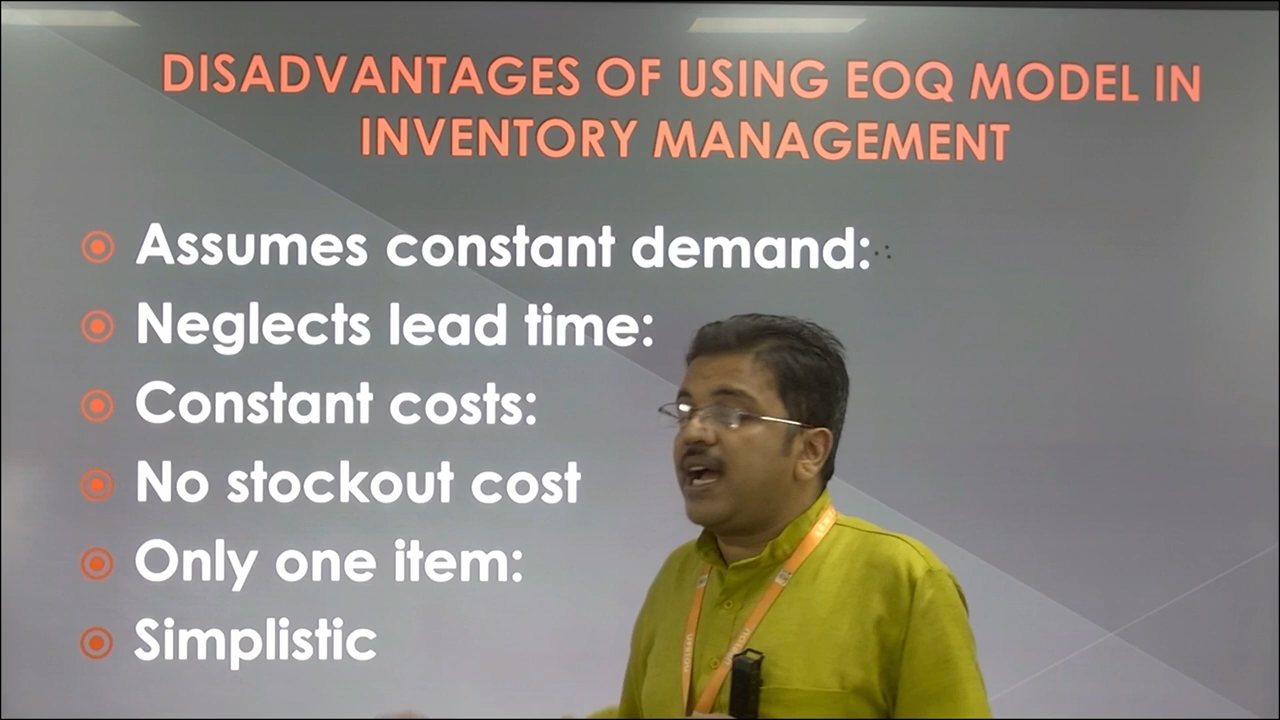 DISADVANTAGES OF USING EOQ MODEL IN
INVENTORY MANAGEMENT
Assumes constant demand:
Neglects lead time:
Constant costs:
No stockout cost
Only one item:
Simplistic